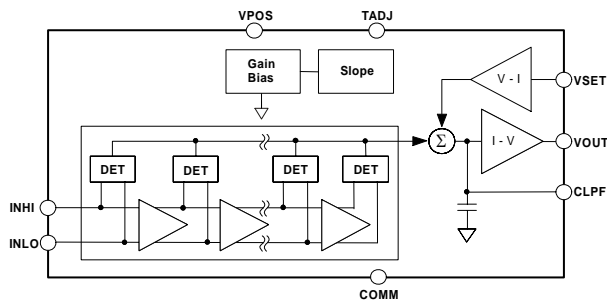 VPOS
TADJ
Gain
Bias
Slope
V - I
VSET
Σ
I - V
VOUT
DET
DET
DET
DET
CLPF
INHI
INLO
COMM